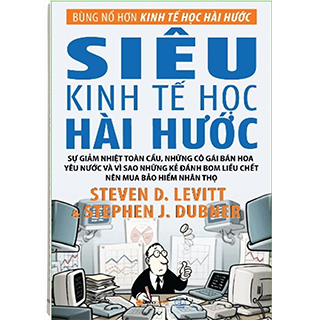 BÙNG NỔ HƠN KINH TẾ HỌC HÀI HƯỚC
SIÊU
KINH TẾ HỌC
HÀI HƯỚC
SỰ GIẢM NHIỆT TOÀN CẦU, NHỮNG CÔ GÁI BÁN HOA
YÊU NƯỚC VÀ VÌ SAO NHỮNG KẺ ĐÁNH BOM LIỀU CHẾT
NÊN MUA BẢO HIỂM NHÂN THỌ
STEVEN D. LEVITT
& STEPHEN J. DUBNER